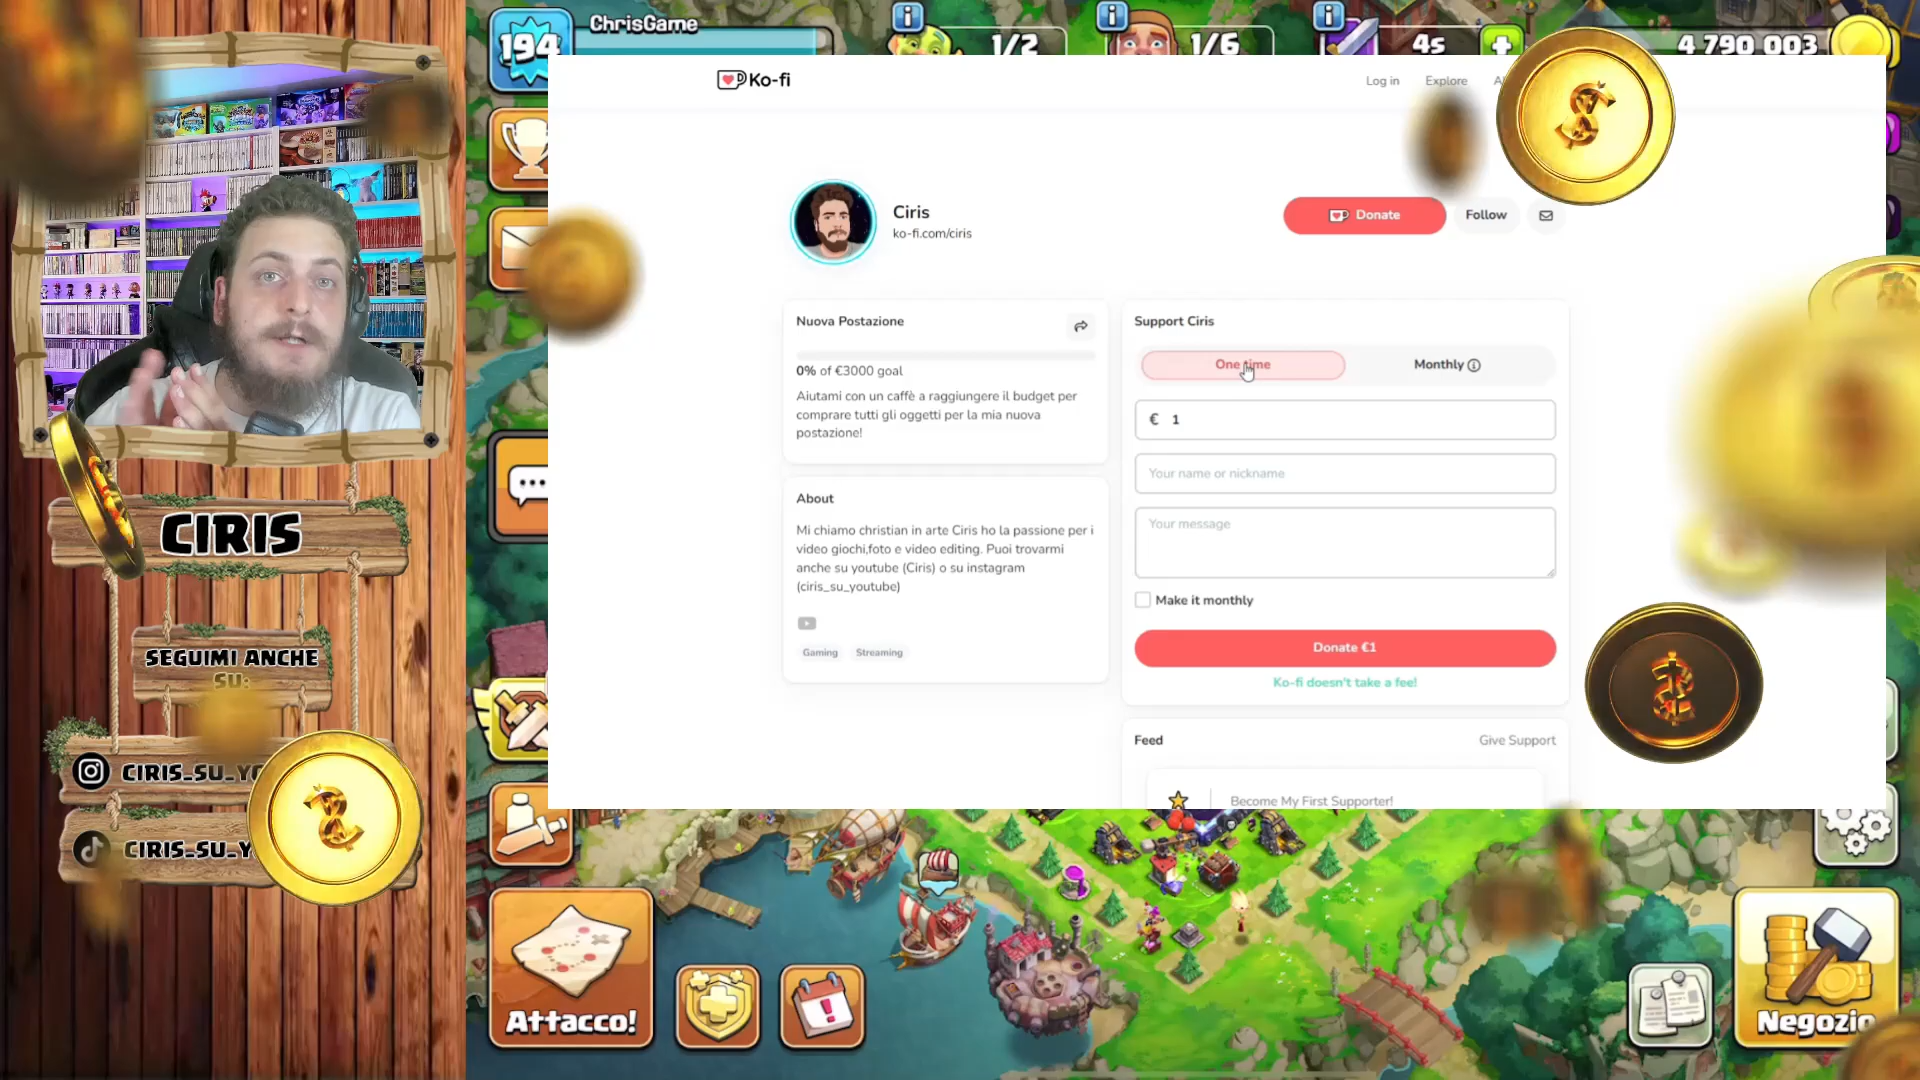 194
ChrisGame
1/2
1/6
4s
4 790 003
Ko-fi
Log in
Explore
Ciris
ko-fi.com/ciris
Donate
Follow
Nuova Postazione
0% of €3000 goal
Aiutami con un caffè a raggiungere il budget per
comprare tutti gli oggetti per la mia nuova
postazione!
About
Mi chiamo christian in arte Ciris ho la passione per i
video giochi,foto e video editing. Puoi trovarmi
anche su youtube (Ciris) o su instagram
(ciris_su_youtube)
Gaming
Streaming
Support Ciris
One time
Monthly
€ 1
Your name or nickname
Your message
Make it monthly
Donate €1
Ko-fi doesn't take a fee!
Feed
Give Support
Become My First Supporter!
CIRIS
SEGUIMI ANCHE
SU:
CIRIS_SU_YO
CIRIS_SU_Y
Attacco!
Negozio